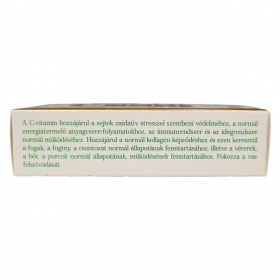 A C-vitamin hozzájárul a sejtek oxidatív stresszel szembeni védelméhez, a normál
energiatermelő anyagcsere-folyamatokhoz, az immunrendszer és az idegrendszer
normál működéséhez. Hozzájárul a normál kollagén képződéshez és ezen keresztül
a fogak, a fogíny, a csontozat normál állapotának fenntartásához, illetve a vérerek,
a bőr, a porcok normál állapotának, működésének fenntartásához. Fokozza a vas
felszívódását.